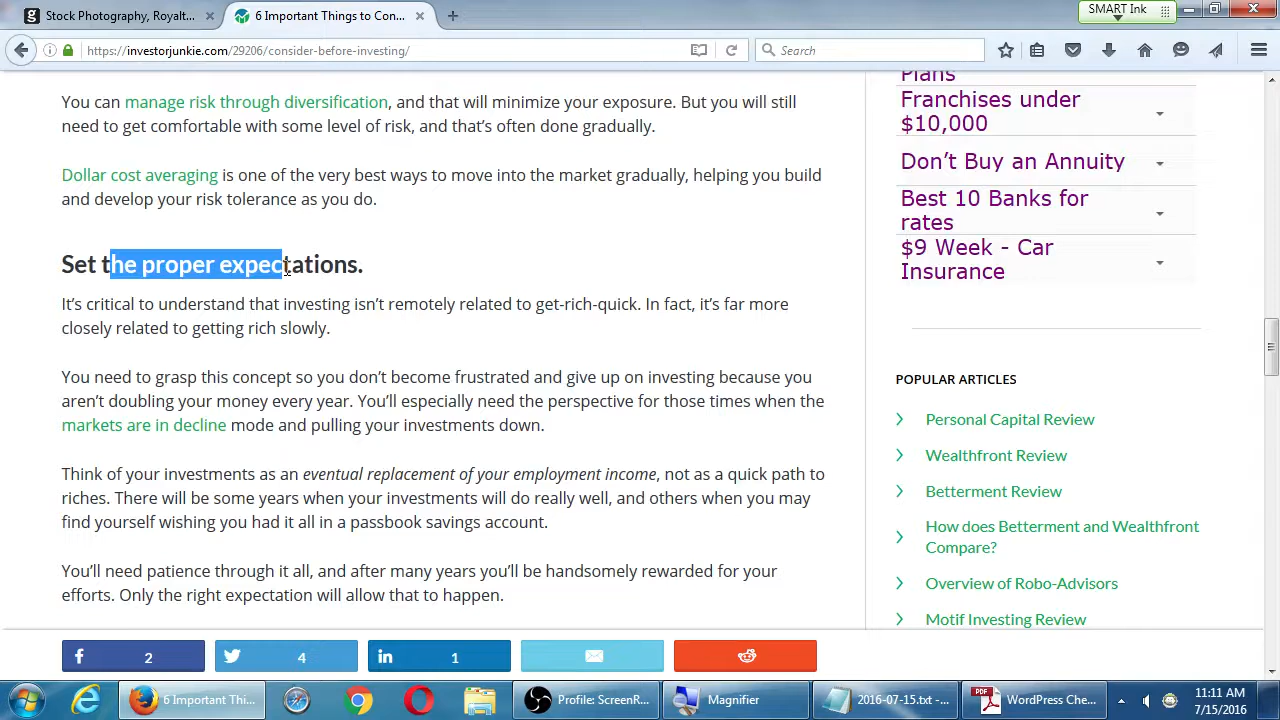 Stock Photography, Royalt...
6 Important Things to Con...
SMART Ink
https://investorjunkie.com/29206/consider-before-investing/
Search
You can manage risk through diversification, and that will minimize your exposure. But you will still
need to get comfortable with some level of risk, and that's often done gradually.
Dollar cost averaging is one of the very best ways to move into the market gradually, helping you build
and develop your risk tolerance as you do.
Set the proper expectations.
It's critical to understand that investing isn't remotely related to get-rich-quick. In fact, it's far more
closely related to getting rich slowly.
You need to grasp this concept so you don't become frustrated and give up on investing because you
aren't doubling your money every year. You'll especially need the perspective for those times when the
markets are in decline mode and pulling your investments down.
Think of your investments as an eventual replacement of your employment income, not as a quick path to
riches. There will be some years when your investments will do really well, and others when you may
find yourself wishing you had it all in a passbook savings account.
You'll need patience through it all, and after many years you'll be handsomely rewarded for your
efforts. Only the right expectation will allow that to happen.
2
4
1
Plans
Franchises under
$10,000
Don't Buy an Annuity
Best 10 Banks for
rates
$9 Week - Car
Insurance
POPULAR ARTICLES
Personal Capital Review
Wealthfront Review
Betterment Review
How does Betterment and Wealthfront
Compare?
Overview of Robo-Advisors
Motif Investing Review
6 Important Thi...
Profile: ScreenR...
Magnifier
2016-07-15.txt -...
WordPress Che...
11:11 AM
7/15/2016